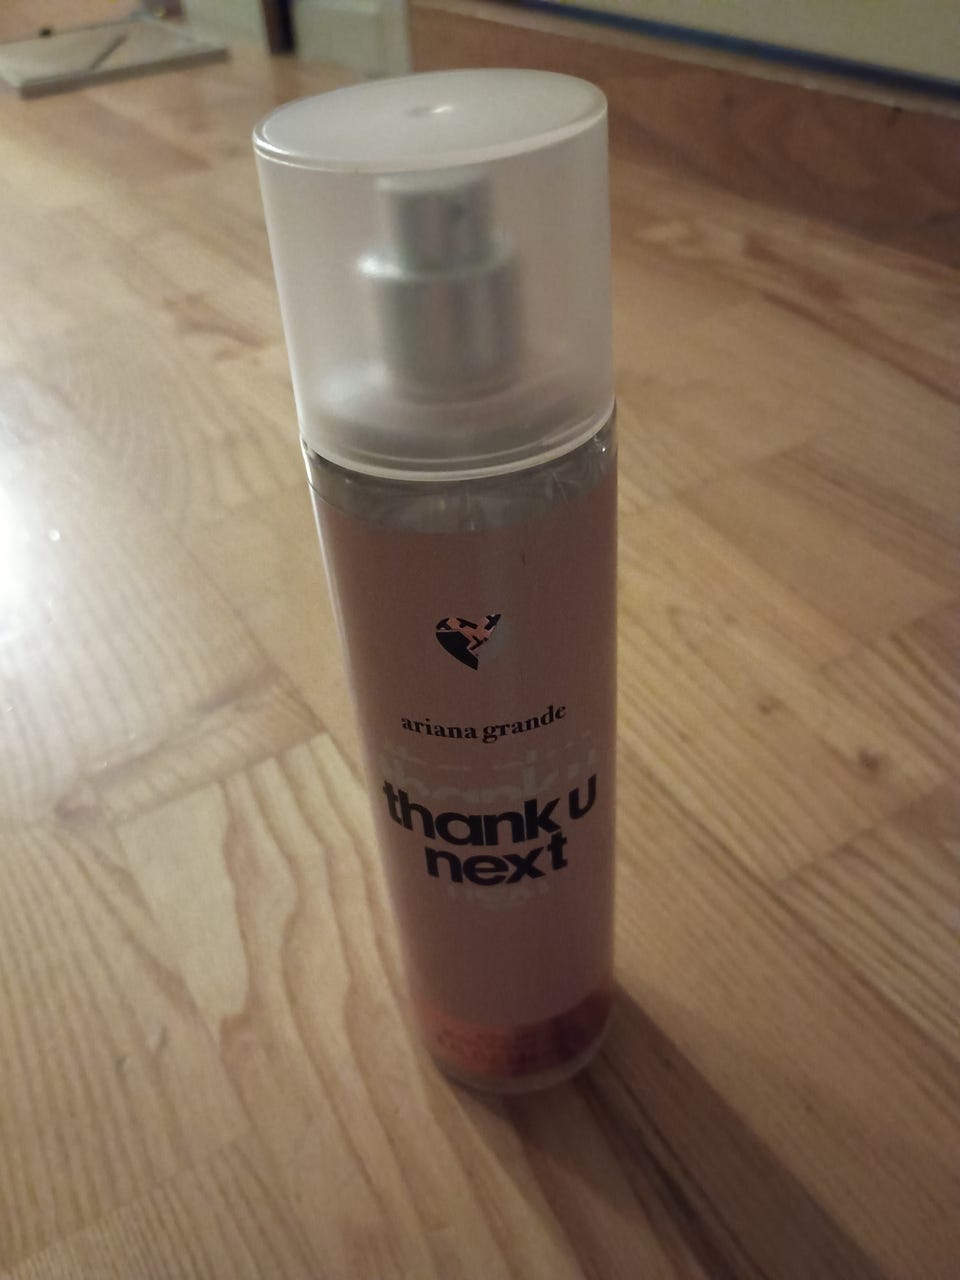 ariana grande
thank u
next